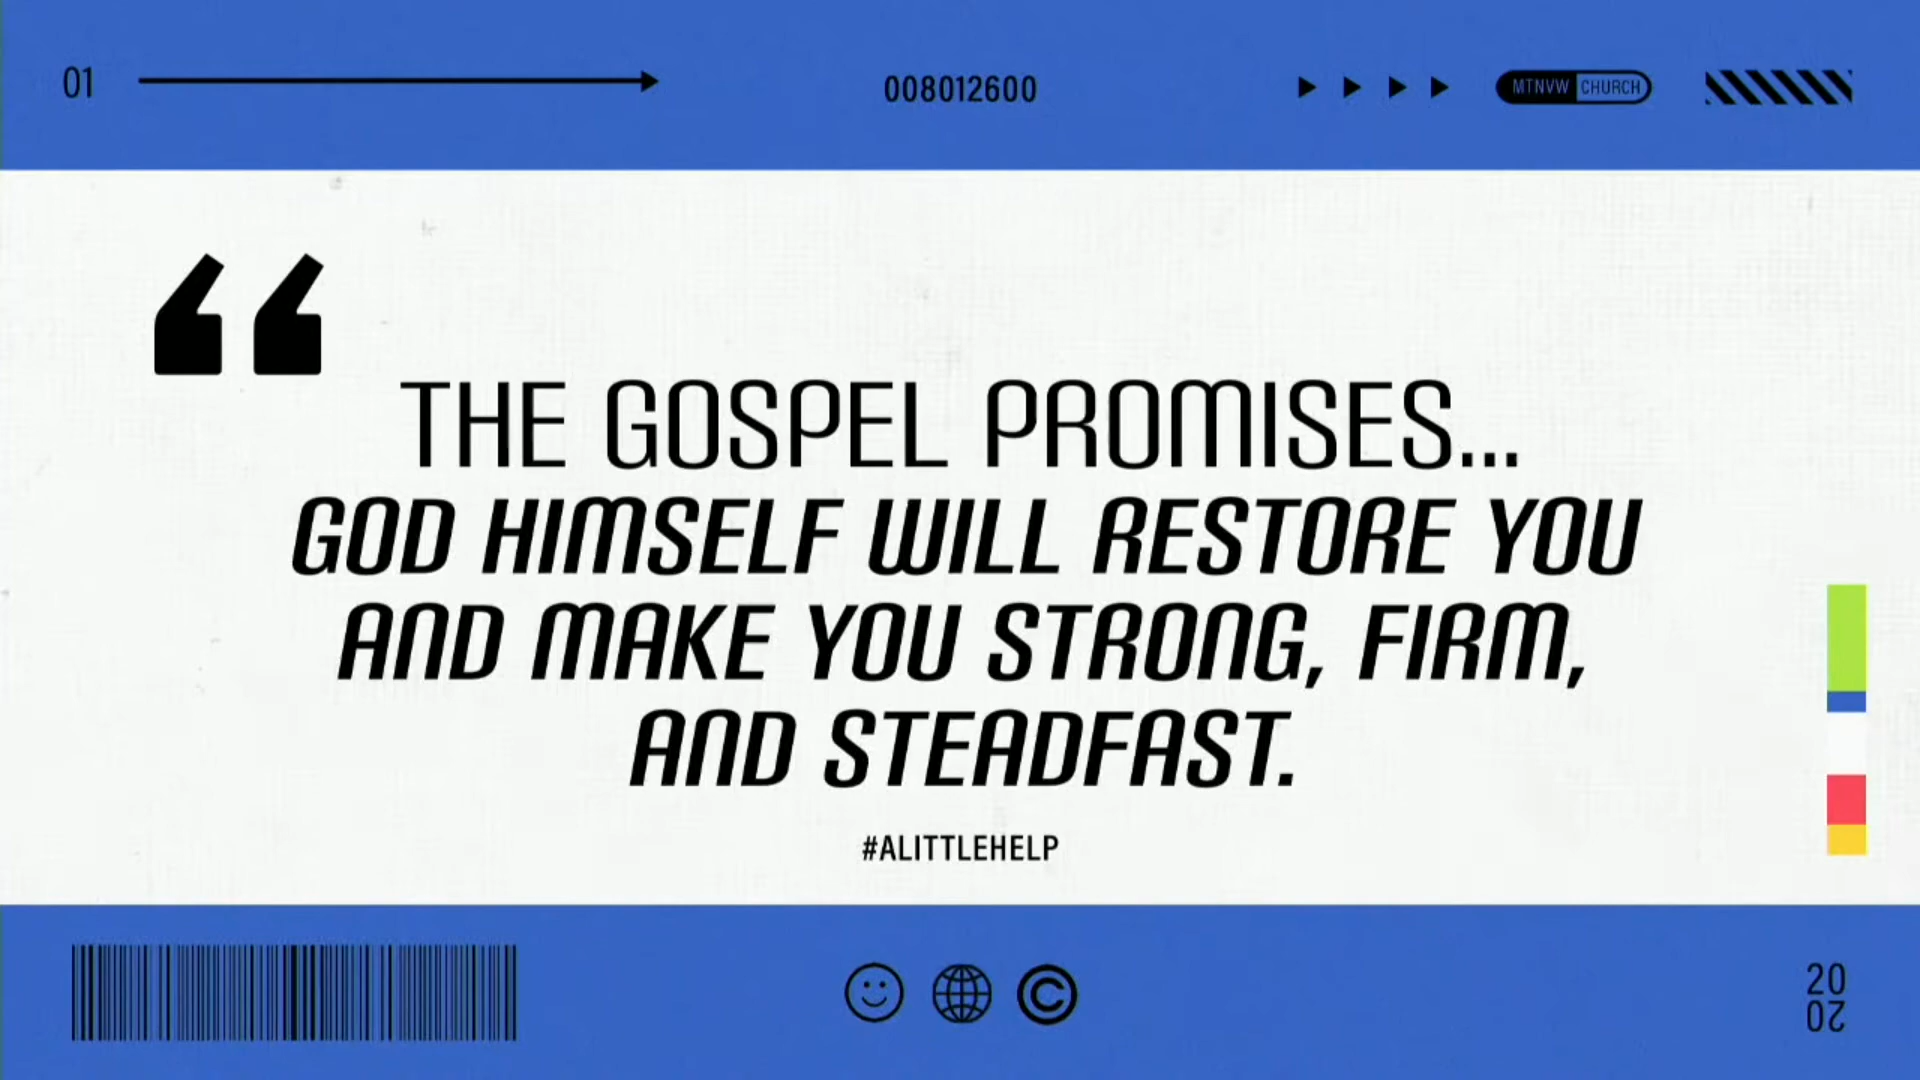 01
008012600
MTNVW CHURCH
“
THE GOSPEL PROMISES...
GOD HIMSELF WILL RESTORE YOU
AND MAKE YOU STRONG, FIRM,
AND STEADFAST.
#ALITTLEHELP
©
20
20